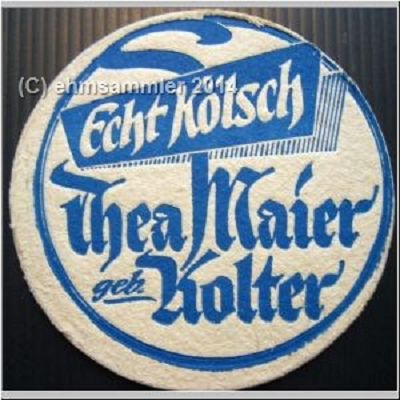 (C) ehmsammler 2014
Echt Kölsch
Thea Maier
geb. Kolter